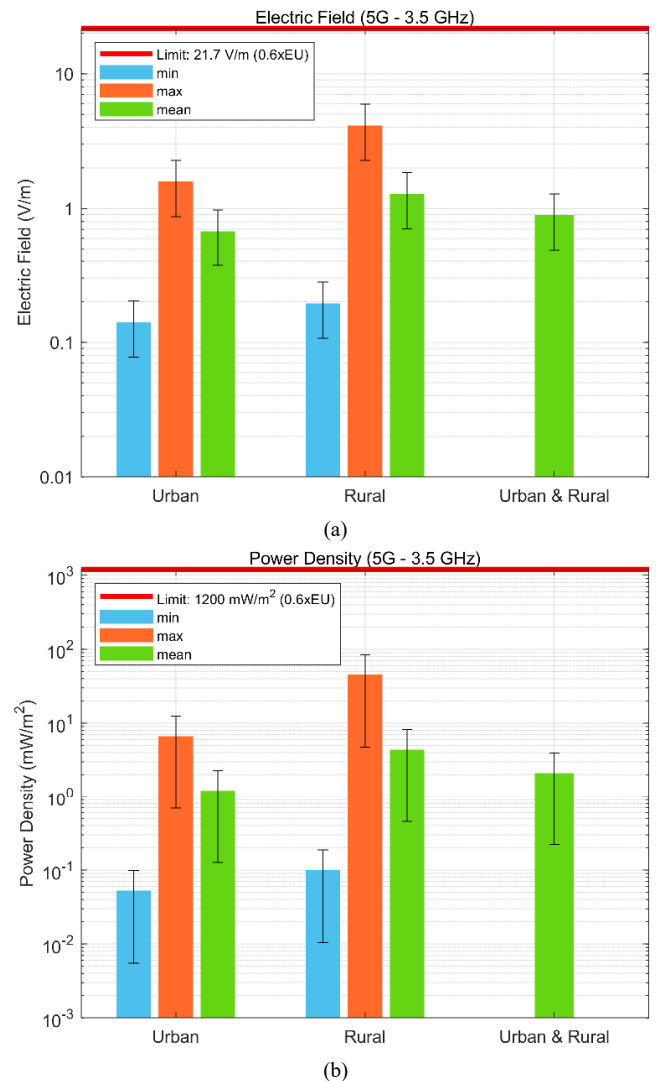 Electric Field (5G - 3.5 GHz)
Limit: 21.7 V/m (0.6xEU)
min
max
mean
Electric Field (V/m)
10
1
0.1
0.01
Urban
Rural
Urban & Rural
(a)
Power Density (5G - 3.5 GHz)
Limit: 1200 mW/m²  (0.6xEU)
min
max
mean
Power Density (mW/m²)
10³
10²
10¹
10⁰
10⁻¹
10⁻²
10⁻³
Urban
Rural
Urban & Rural
(b)